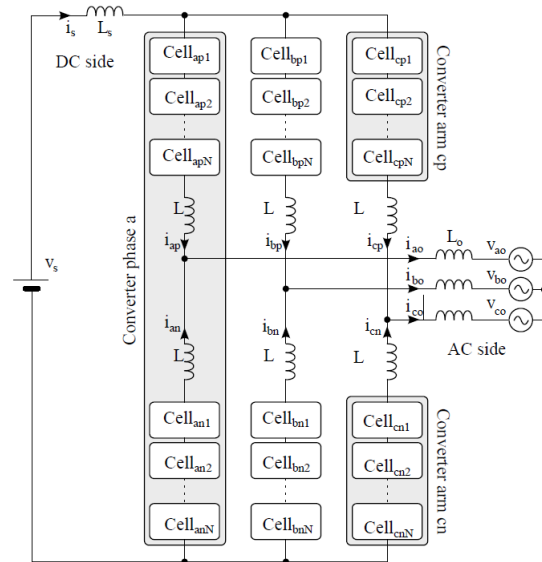 i_s
L_s
DC side
Cell_ap1
Cell_bp1
Cell_cp1
Cell_ap2
Cell_bp2
Cell_cp2
Cell_apN
Cell_bpN
Cell_cpN
Converter arm cp
L
L
L
i_ap
i_bp
i_cp
i_ao
L_o
v_ao
v_s
Converter phase a
i_bo
v_bo
i_an
i_bn
i_cn
i_co
v_co
L
L
L
AC side
Cell_an1
Cell_bn1
Cell_cn1
Cell_an2
Cell_bn2
Cell_cn2
Cell_anN
Cell_bnN
Cell_cnN
Converter arm cn